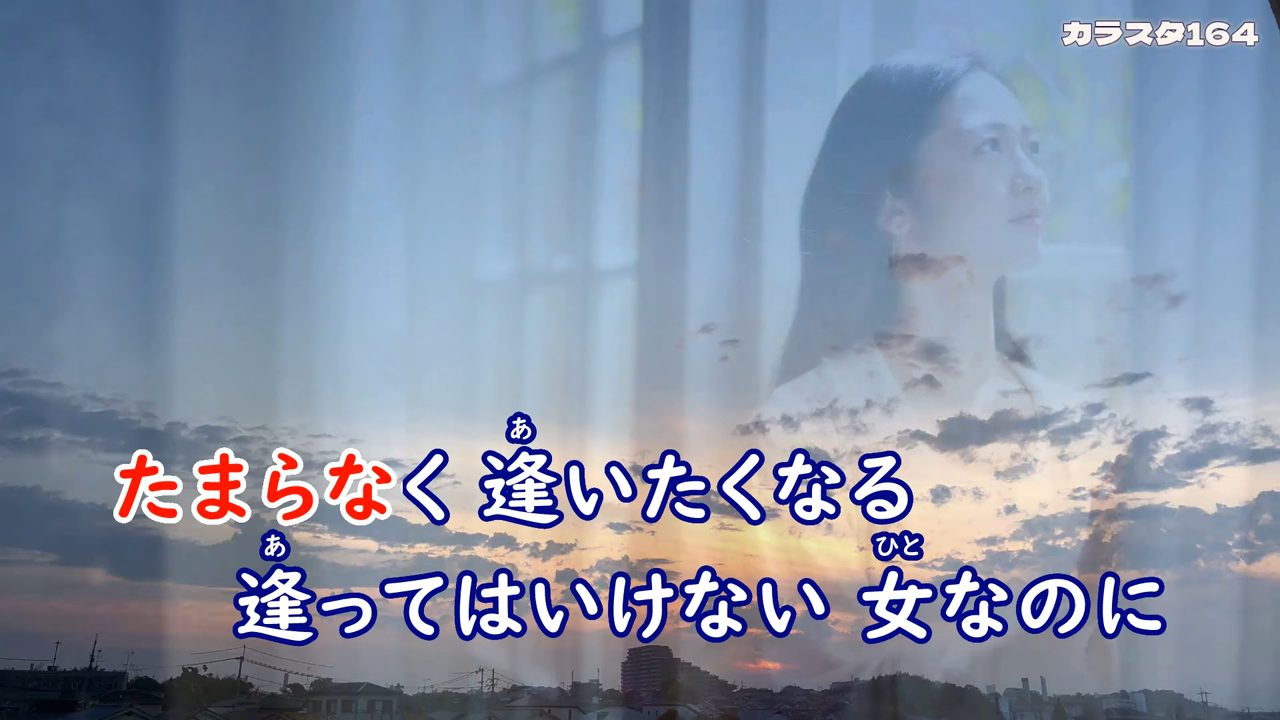 カラスタ164
あ
たまらなく 逢いたくなる
あ ひと
逢ってはいけない 女なのに